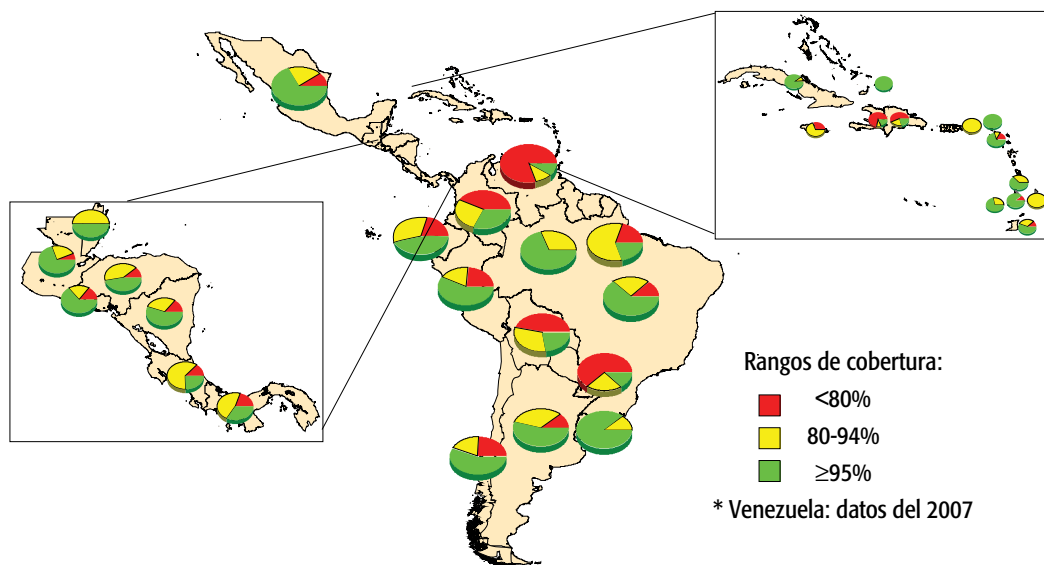 Rangos de cobertura:
<80%
80-94%
≥95%
* Venezuela: datos del 2007